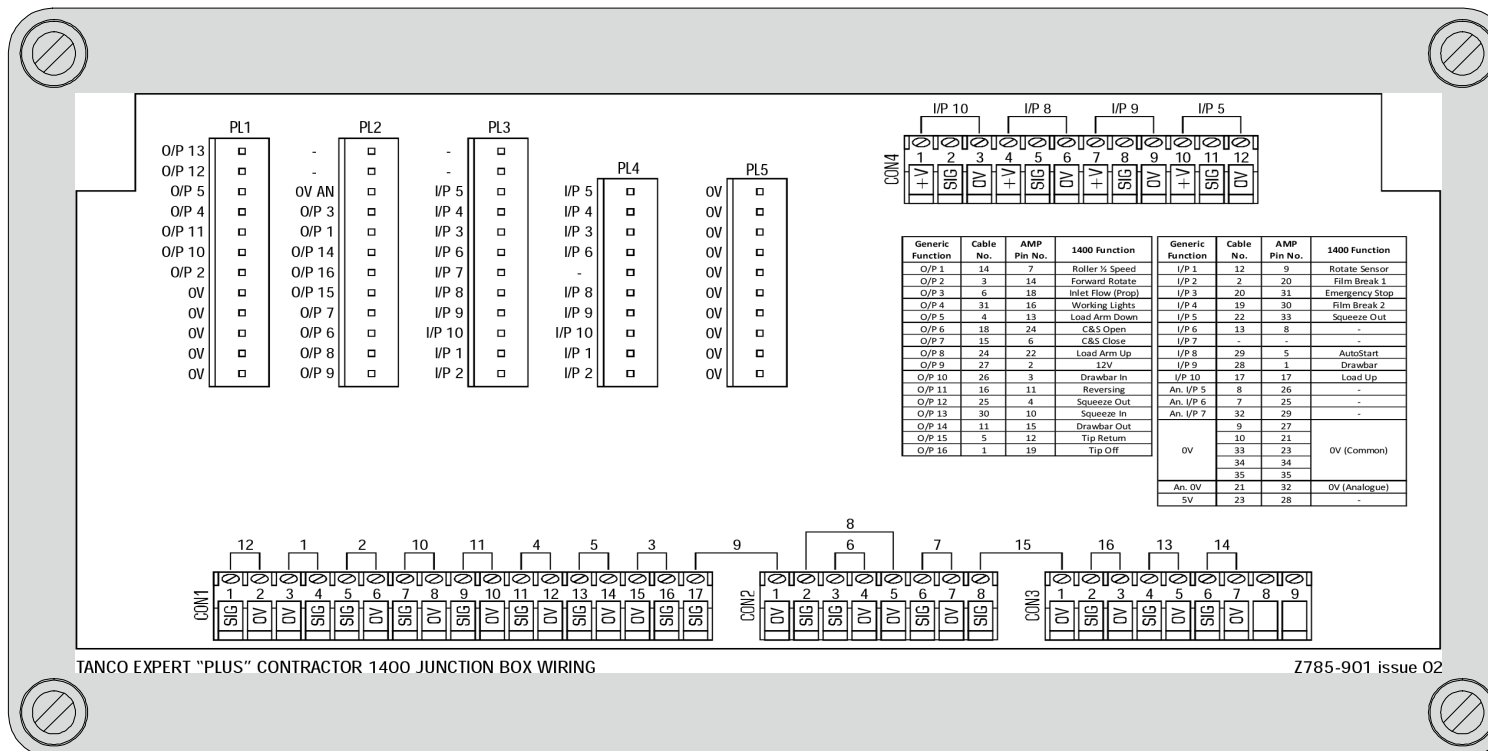 PL1
O/P 13
O/P 12
O/P 5
O/P 4
O/P 11
O/P 10
O/P 2
0V
0V
0V
0V
0V
PL2
-
-
0V AN
O/P 3
O/P 1
O/P 14
O/P 16
O/P 15
O/P 7
O/P 6
O/P 8
O/P 9
PL3
-
-
I/P 5
I/P 4
I/P 3
I/P 6
I/P 7
I/P 8
I/P 9
I/P 10
I/P 1
I/P 2
PL4
I/P 5
I/P 4
I/P 3
I/P 6
-
I/P 8
I/P 9
I/P 10
I/P 1
I/P 2
PL5
0V
0V
0V
0V
0V
0V
0V
0V
0V
0V
I/P 10 I/P 8 I/P 9 I/P 5
CON4
1 2 3 4 5 6 7 8 9 10 11 12
+V SIG 0V +V SIG 0V +V SIG 0V +V SIG 0V
Generic Function Cable No. AMP Pin No. 1400 Function
O/P 1 14 7 Roller ½ Speed
O/P 2 3 14 Forward Rotate
O/P 3 6 18 Inlet Flow (Prop)
O/P 4 31 16 Working Lights
O/P 5 4 13 Load Arm Down
O/P 6 18 24 C&S Open
O/P 7 15 6 C&S Close
O/P 8 24 22 Load Arm Up
O/P 9 27 2 12V
O/P 10 26 3 Drawbar In
O/P 11 16 11 Reversing
O/P 12 25 4 Squeeze Out
O/P 13 30 10 Squeeze In
O/P 14 11 15 Drawbar Out
O/P 15 5 12 Tip Return
O/P 16 1 19 Tip Off
Generic Function Cable No. AMP Pin No. 1400 Function
I/P 1 12 9 Rotate Sensor
I/P 2 2 20 Film Break 1
I/P 3 20 31 Emergency Stop
I/P 4 19 30 Film Break 2
I/P 5 22 33 Squeeze Out
I/P 6 13 8 -
I/P 7 - - -
I/P 8 29 5 AutoStart
I/P 9 28 1 Drawbar
I/P 10 17 17 Load Up
An. I/P 5 8 26 -
An. I/P 6 7 25 -
An. I/P 7 32 29 -
9 27
10 21
0V 33 23 0V (Common)
34 34
35 35
An. 0V 21 32 0V (Analogue)
5V 23 28 -
12 1 2 10 11 4 5 3 9 8 6 7 15 16 13 14
CON1
1 2 3 4 5 6 7 8 9 10 11 12 13 14 15 16 17
SIG 0V 0V SIG SIG 0V SIG 0V SIG 0V SIG 0V SIG 0V 0V SIG SIG
CON2
1 2 3 4 5 6 7 8
0V SIG SIG 0V 0V SIG 0V SIG
CON3
1 2 3 4 5 6 7 8 9
0V SIG 0V SIG 0V SIG 0V
TANCO EXPERT "PLUS" CONTRACTOR 1400 JUNCTION BOX WIRING
Z785-901 issue 02